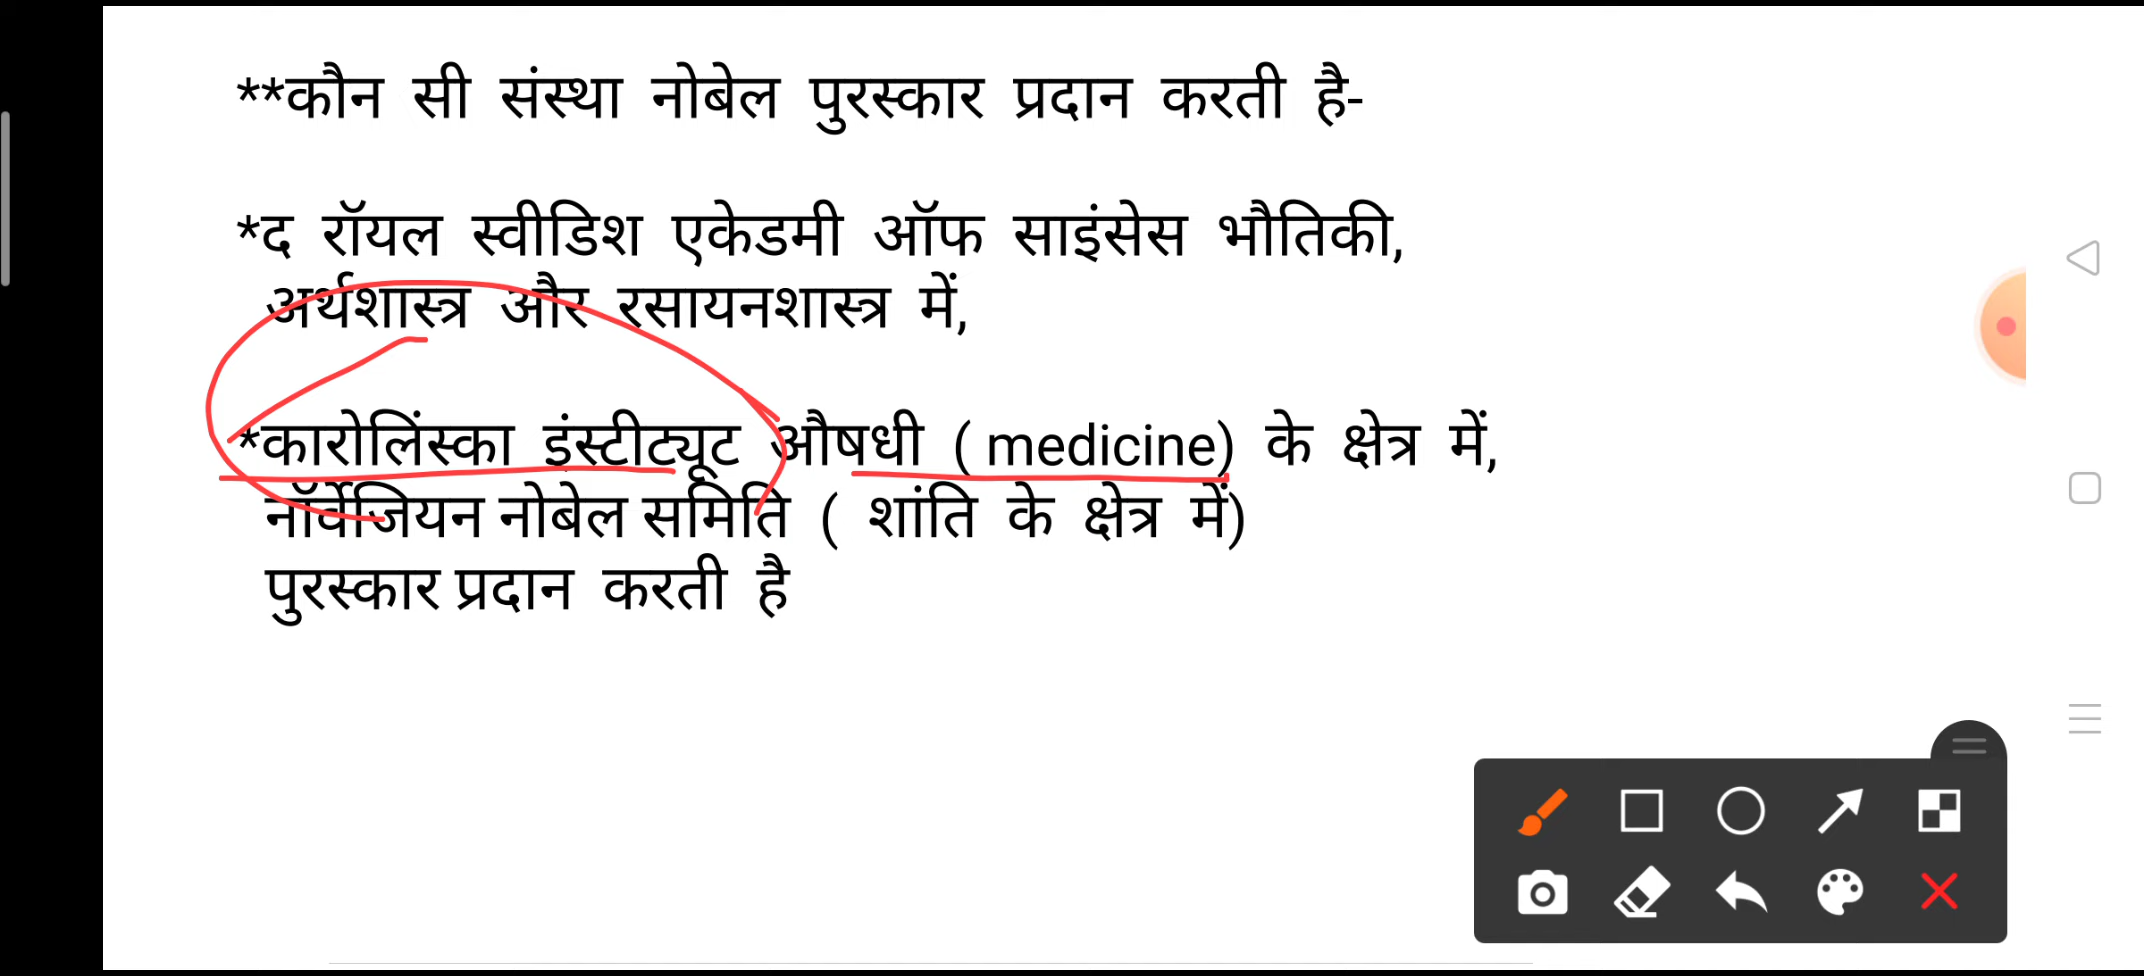 **कौन सी संस्था नोबेल पुरस्कार प्रदान करती है-
*द रॉयल स्वीडिश एकेडमी ऑफ साइंसेस भौतिकी,
अर्थशास्त्र और रसायनशास्त्र में,
*कारोलिंस्का इंस्टीट्यूट औषधी ( medicine) के क्षेत्र में,
नॉर्वेजियन नोबेल समिति ( शांति के क्षेत्र में)
पुरस्कार प्रदान करती है